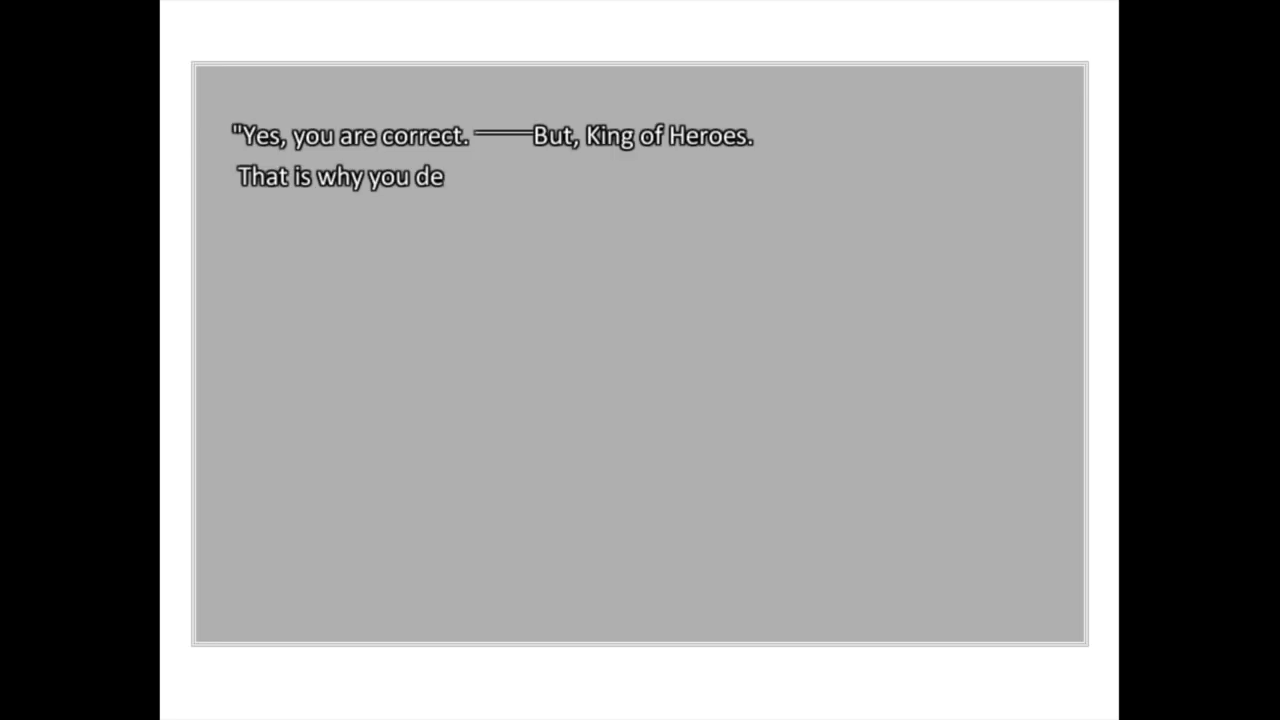 "Yes, you are correct. ――But, King of Heroes.
That is why you de